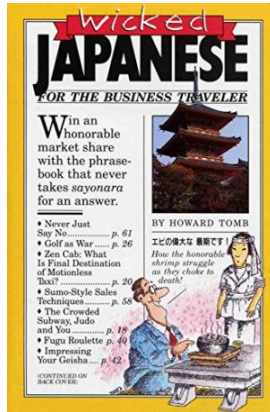 Wicked
JAPANESE
FOR THE BUSINESS TRAVELER
Win an
honorable
market share
with the phrase-
book that never
takes sayonara
for an answer.
♦ Never Just
Say No............... p. 61
♦ Golf as War ...... p. 26
♦ Zen Cab: What
Is Final Destination
of Motionless
Taxi? ................. p. 20
♦ Sumo-Style Sales
Techniques........ p. 58
♦ The Crowded
Subway, Judo
and You............. p. 18
♦ Fugu Roulette p. 40
♦ Impressing
Your Geisha.... p. 42
(CONTINUED ON
BACK COVER)
BY HOWARD TOMB
エビの偉大な 最期です!
How the honorable
shrimp struggle
as they choke to
death!